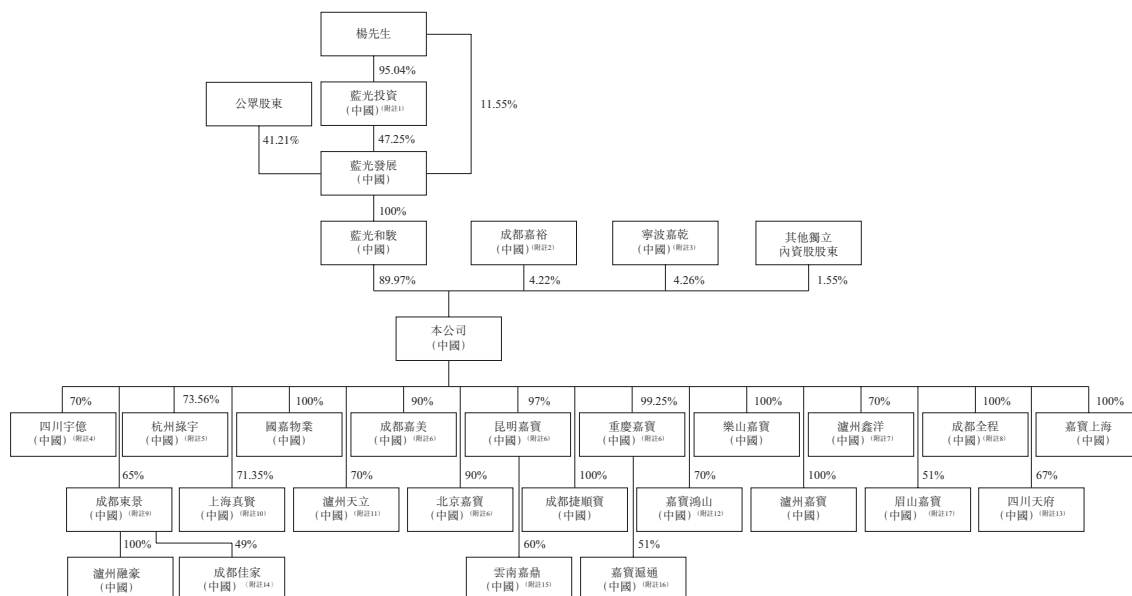 楊先生
95.04%
公眾股東
藍光投資
(中國)(附註1)
11.55%
41.21%
47.25%
藍光發展
(中國)
100%
藍光和駿
(中國)
成都嘉裕
(中國)(附註2)
寧波嘉乾
(中國)(附註3)
其他獨立
內資股股東
89.97%
4.22%
4.26%
1.55%
本公司
(中國)
70%
73.56%
100%
90%
97%
99.25%
100%
70%
100%
100%
四川宇億
(中國)(附註4)
杭州綠宇
(中國)(附註5)
國嘉物業
(中國)
成都嘉美
(中國)(附註6)
昆明嘉寶
(中國)(附註6)
重慶嘉寶
(中國)(附註6)
樂山嘉寶
(中國)
瀘州鑫洋
(中國)(附註7)
成都全程
(中國)(附註8)
嘉寶上海
(中國)
65%
71.35%
70%
90%
100%
70%
100%
51%
67%
成都東景
(中國)(附註9)
上海真賢
(中國)(附註10)
瀘州天立
(中國)(附註11)
北京嘉寶
(中國)(附註6)
成都捷順寶
(中國)
嘉寶鴻山
(中國)(附註12)
瀘州嘉寶
(中國)
眉山嘉寶
(中國)(附註17)
四川天府
(中國)(附註13)
100%
49%
60%
51%
瀘州融豪
(中國)
成都佳家
(中國)(附註14)
雲南嘉鼎
(中國)(附註15)
嘉寶滬通
(中國)(附註16)